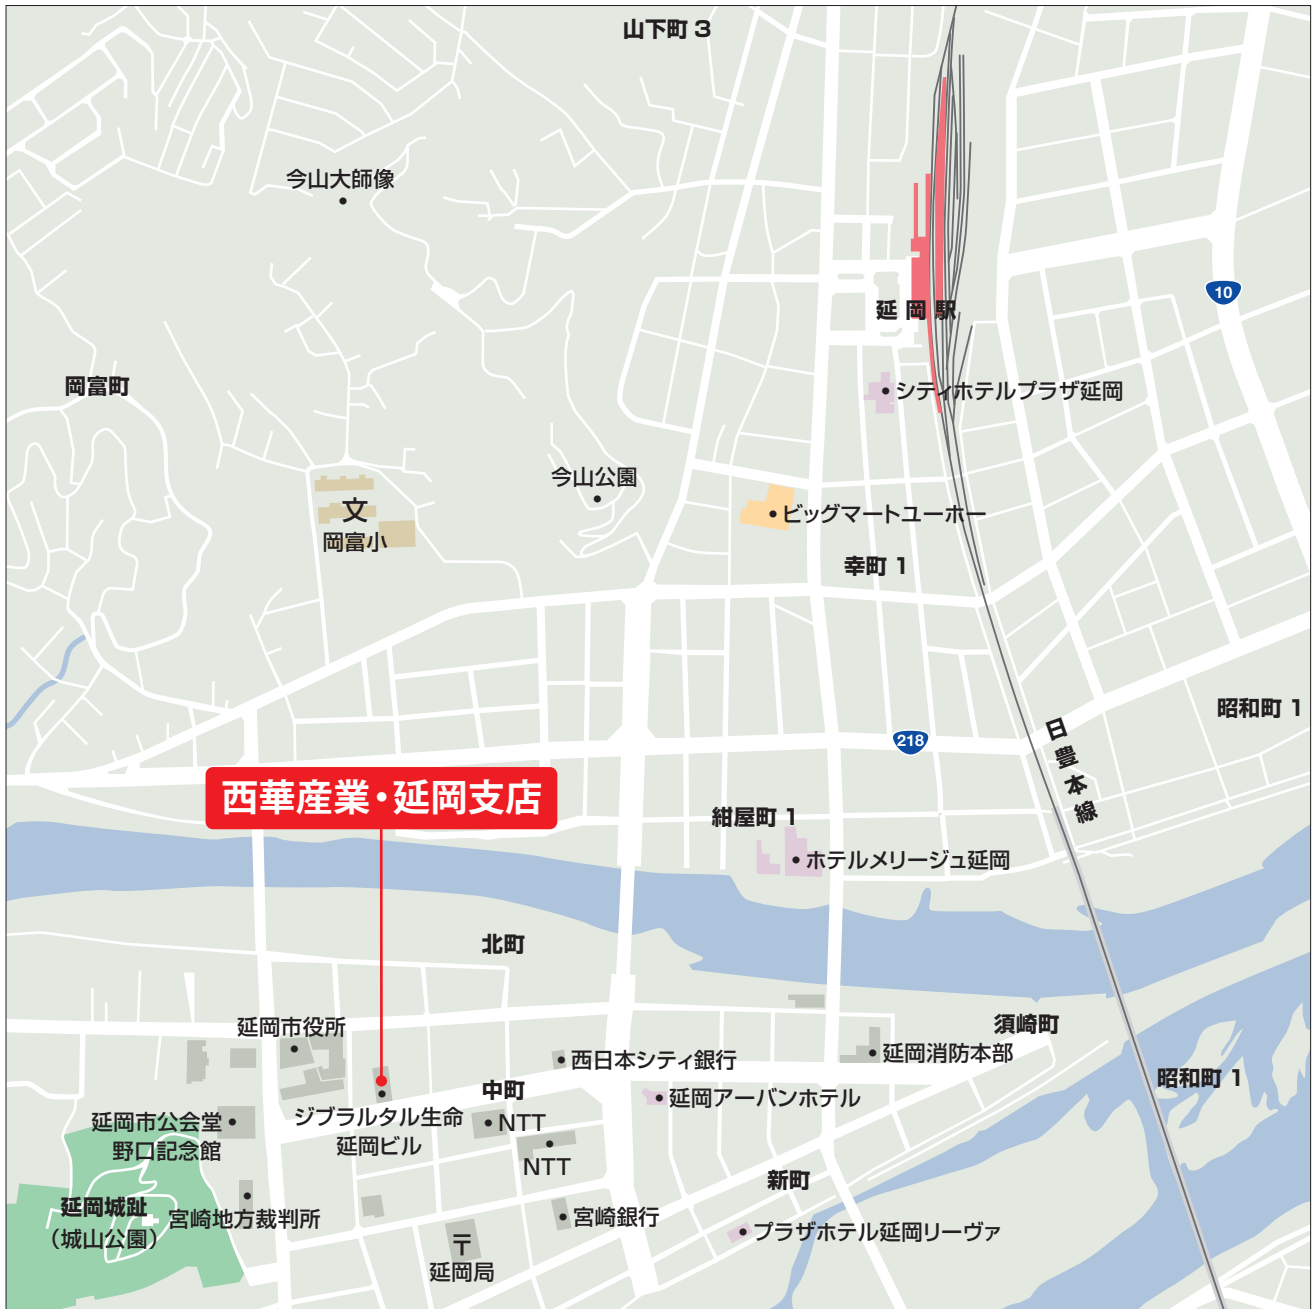 山下町 3
今山大師像
10
延岡駅
岡富町
シティホテルプラザ延岡
今山公園
文
岡富小
ビッグマートユーホー
幸町 1
昭和町 1
日豊本線
218
西華産業・延岡支店
紺屋町 1
ホテルメリージュ延岡
北町
須崎町
延岡市役所
延岡消防本部
西日本シティ銀行
昭和町 1
中町
延岡アーバンホテル
ジブラルタル生命
延岡ビル
延岡市公会堂
野口記念館
NTT
NTT
新町
延岡城趾
(城山公園)
宮崎地方裁判所
宮崎銀行
プラザホテル延岡リーヴァ
〒
延岡局